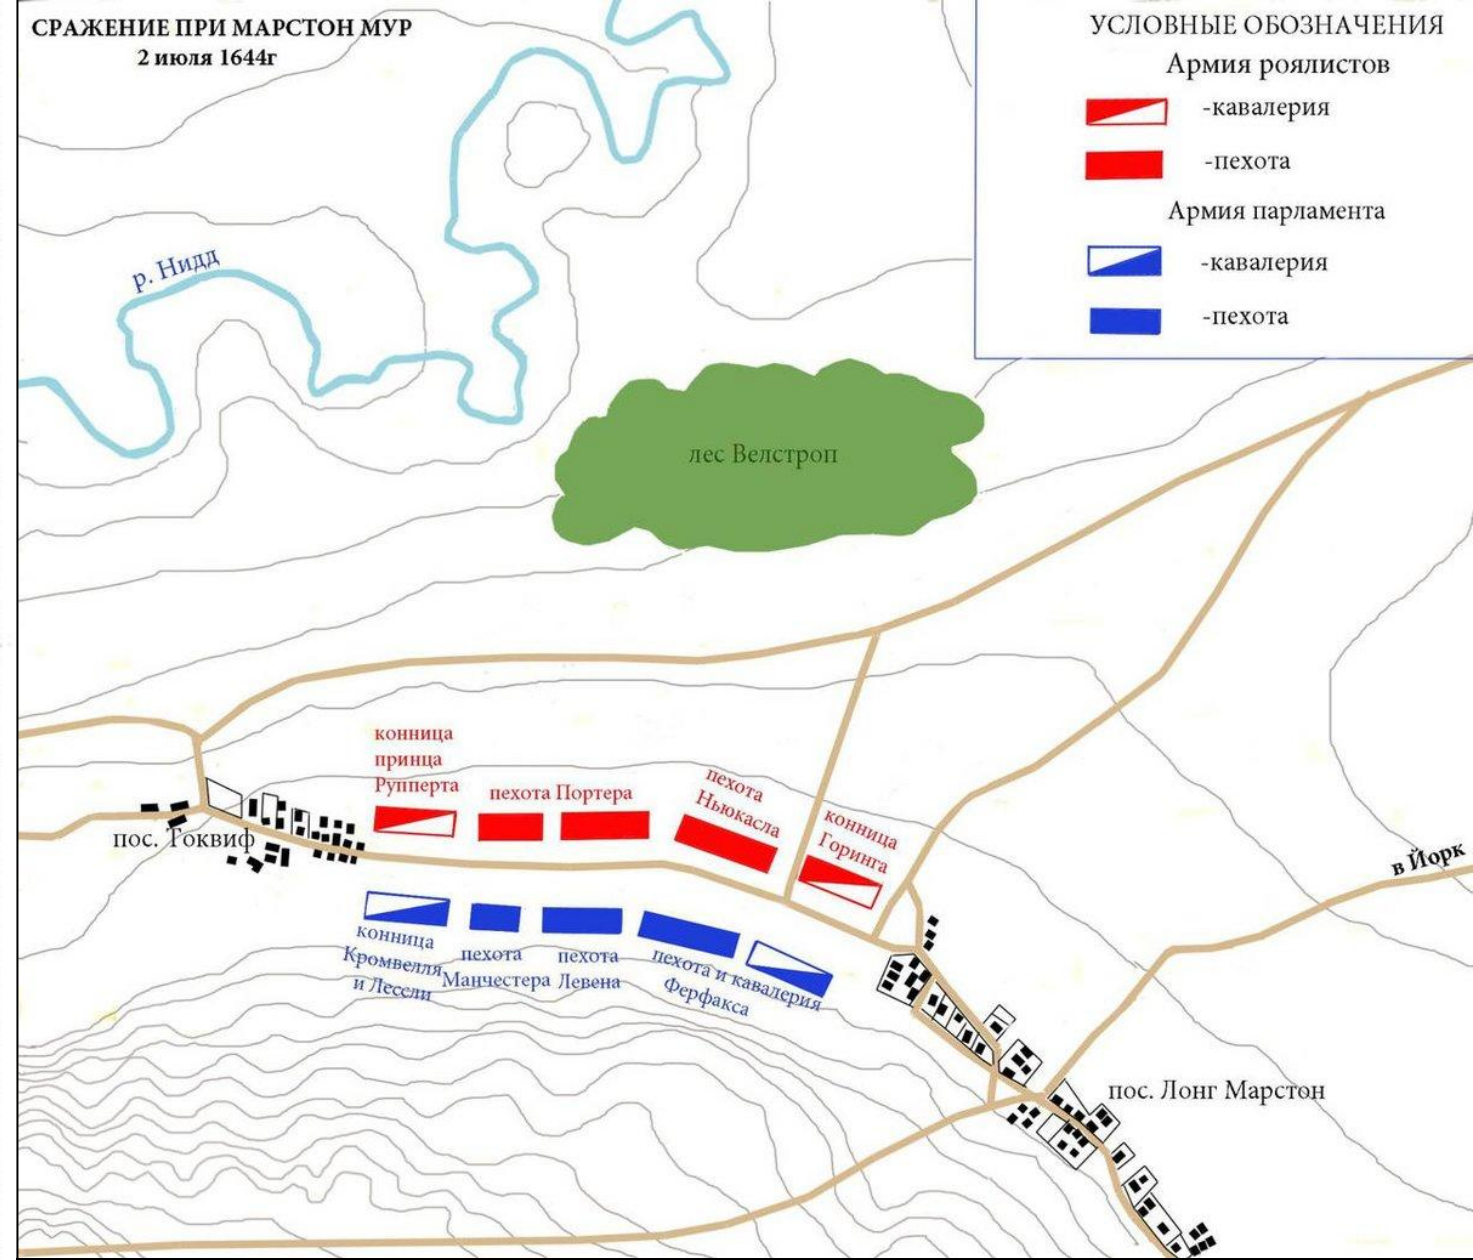 СРАЖЕНИЕ ПРИ МАРСТОН МУР
2 июля 1644г
УСЛОВНЫЕ ОБОЗНАЧЕНИЯ
Армия роялистов
-кавалерия
-пехота
Армия парламента
-кавалерия
-пехота
р. Нидд
лес Велстроп
конница
принца
Рупперта
пехота Портера
пехота
Ньюкасла
конница
Горинга
пос. Токвиф
в Йорк
конница
Кромвелля
и Лессли
пехота
Манчестера
пехота
Левена
пехота и кавалерия
Ферфакса
пос. Лонг Марстон